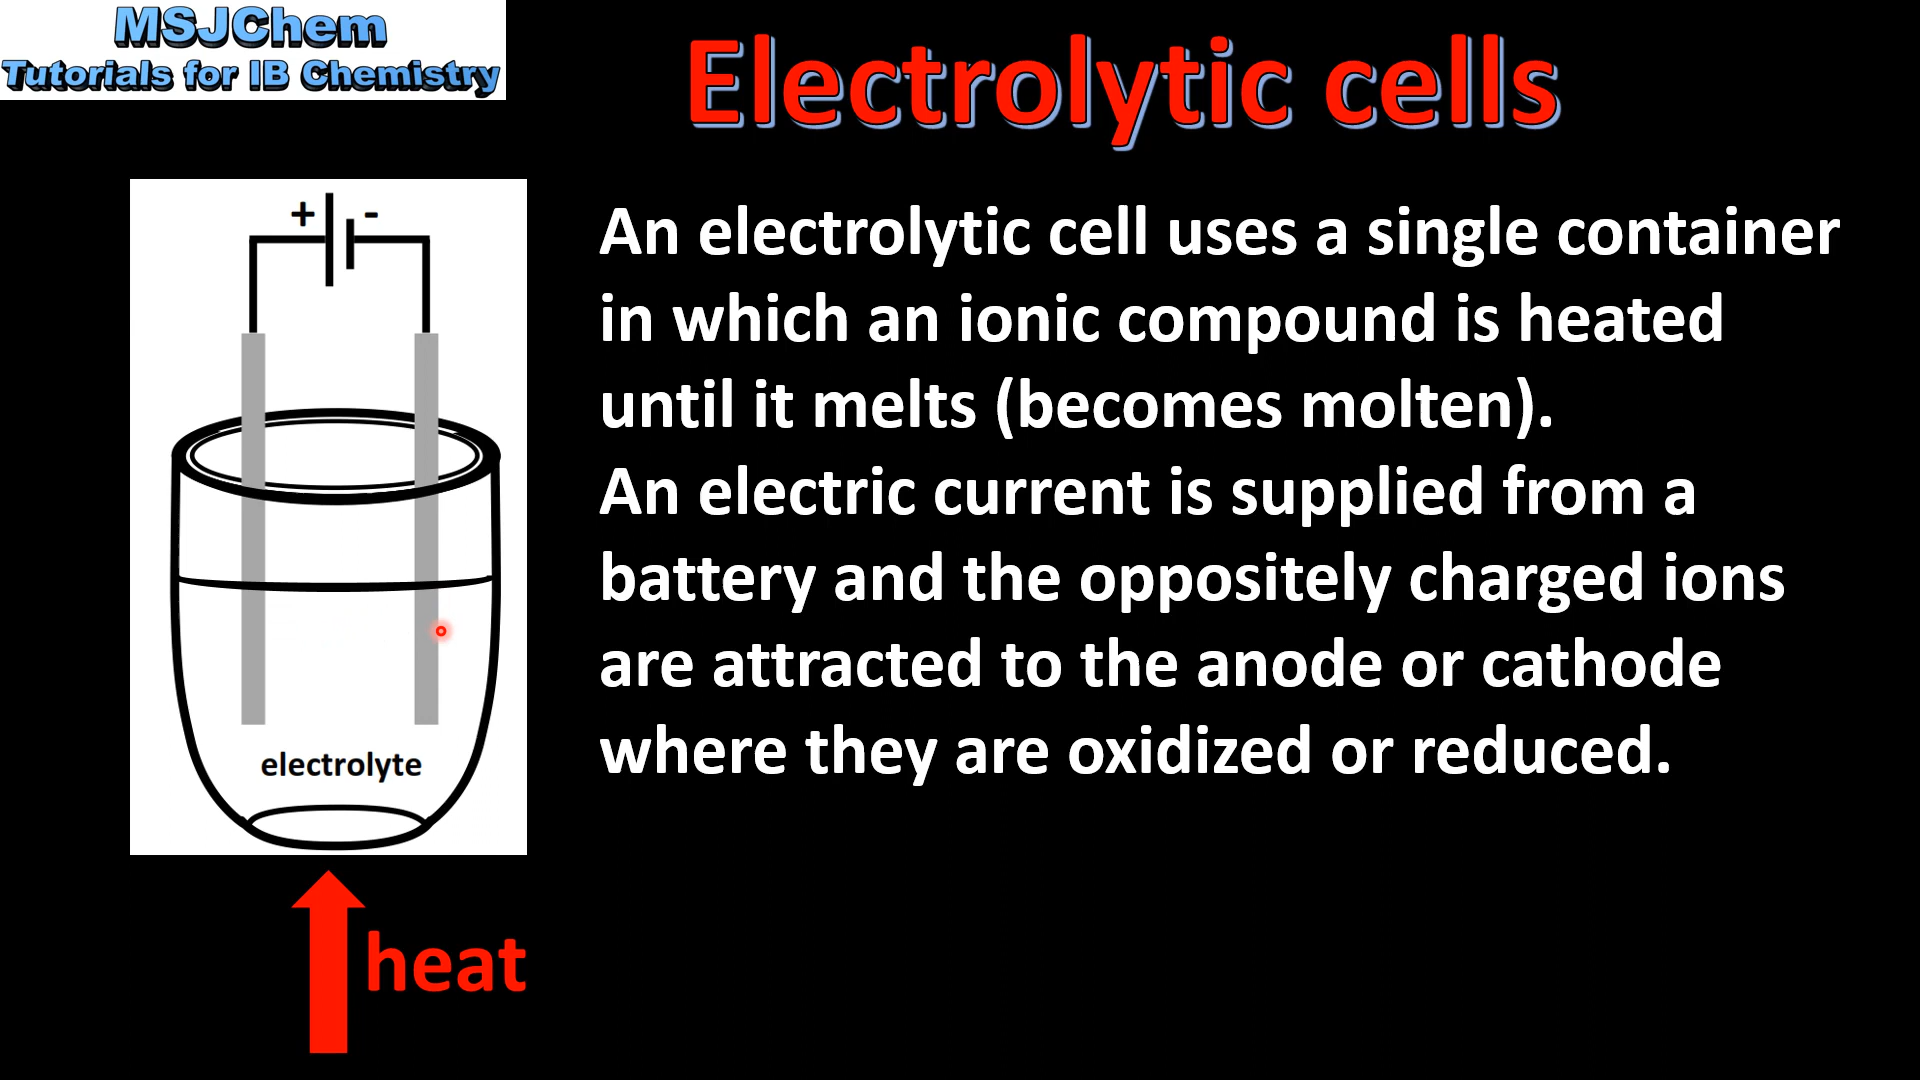 MSJChem
Tutorials for IB Chemistry
Electrolytic cells
+ -
electrolyte
heat
An electrolytic cell uses a single container
in which an ionic compound is heated
until it melts (becomes molten).
An electric current is supplied from a
battery and the oppositely charged ions
are attracted to the anode or cathode
where they are oxidized or reduced.